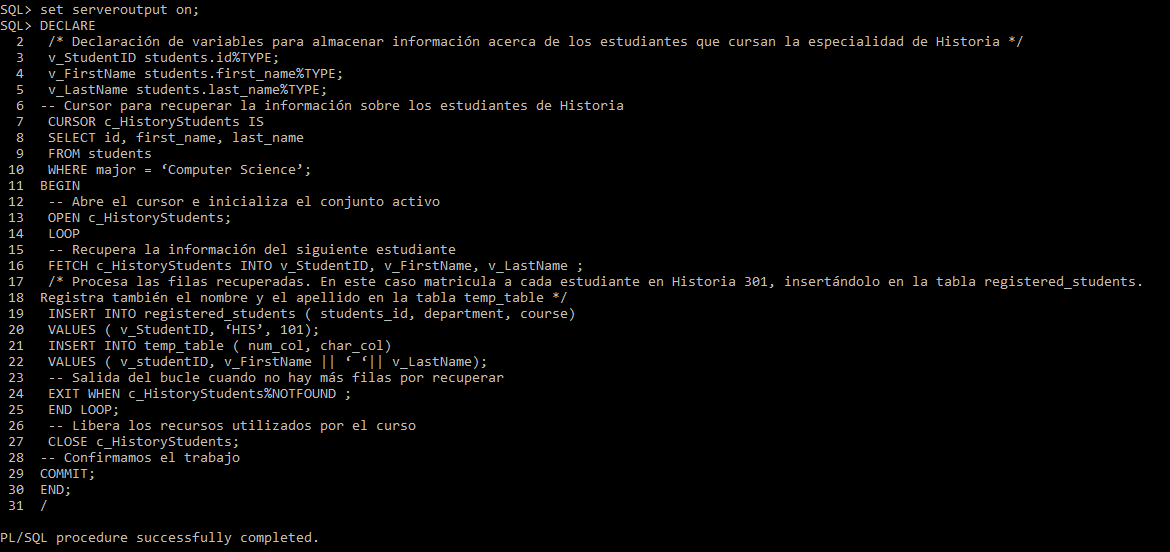 SQL> set serveroutput on;
SQL> DECLARE
  2   /* Declaración de variables para almacenar información acerca de los estudiantes que cursan la especialidad de Historia */
  3   v_StudentID students.id%TYPE;
  4   v_FirstName students.first_name%TYPE;
  5   v_LastName students.last_name%TYPE;
  6  -- Cursor para recuperar la información sobre los estudiantes de Historia
  7   CURSOR c_HistoryStudents IS
  8   SELECT id, first_name, last_name
  9   FROM students
 10   WHERE major = ‘Computer Science’;
 11  BEGIN
 12   -- Abre el cursor e inicializa el conjunto activo
 13   OPEN c_HistoryStudents;
 14   LOOP
 15   -- Recupera la información del siguiente estudiante
 16   FETCH c_HistoryStudents INTO v_StudentID, v_FirstName, v_LastName ;
 17   /* Procesa las filas recuperadas. En este caso matricula a cada estudiante en Historia 301, insertándolo en la tabla registered_students.
 18  Registra también el nombre y el apellido en la tabla temp_table */
 19   INSERT INTO registered_students ( students_id, department, course)
 20   VALUES ( v_StudentID, ‘HIS’, 101);
 21   INSERT INTO temp_table ( num_col, char_col)
 22   VALUES ( v_studentID, v_FirstName || ‘ ‘|| v_LastName);
 23   -- Salida del bucle cuando no hay más filas por recuperar
 24   EXIT WHEN c_HistoryStudents%NOTFOUND ;
 25   END LOOP;
 26   -- Libera los recursos utilizados por el curso
 27   CLOSE c_HistoryStudents;
 28  -- Confirmamos el trabajo
 29  COMMIT;
 30  END;
 31  /
PL/SQL procedure successfully completed.